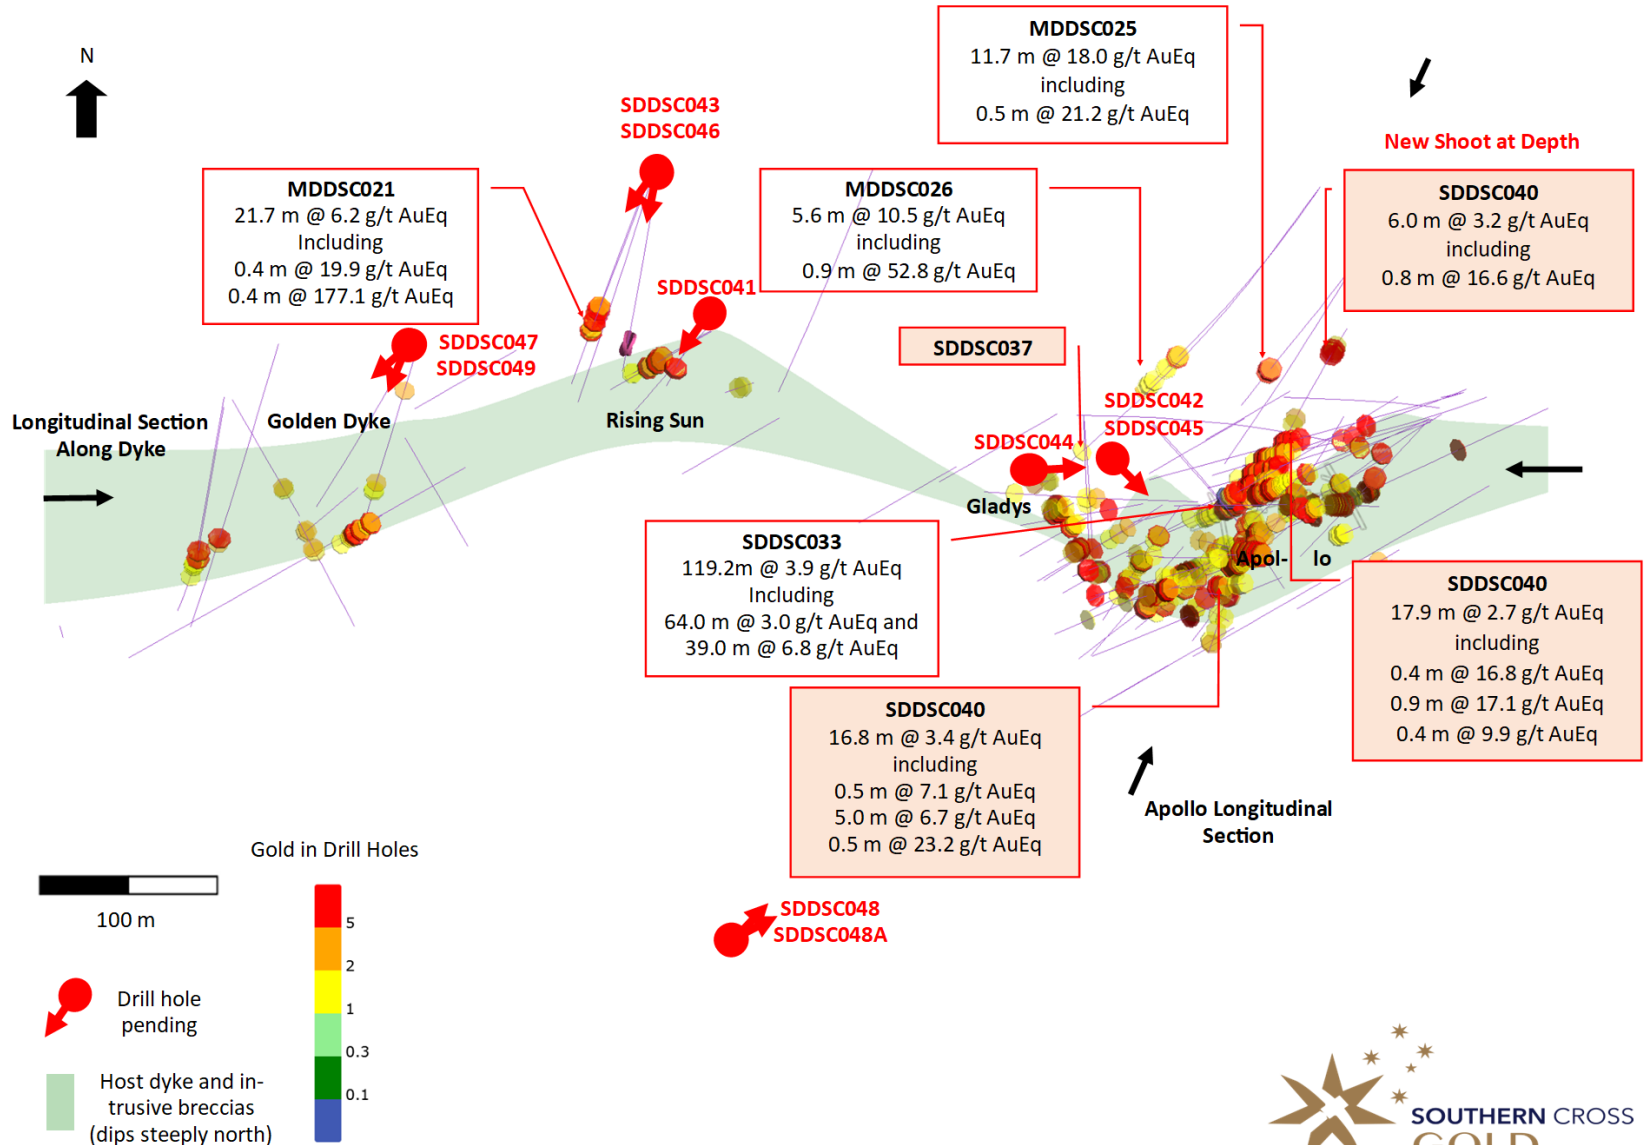 N
MDDSC025
11.7 m @ 18.0 g/t AuEq
including
0.5 m @ 21.2 g/t AuEq
SDDSC043
SDDSC046
New Shoot at Depth
MDDSC021
21.7 m @ 6.2 g/t AuEq
Including
0.4 m @ 19.9 g/t AuEq
0.4 m @ 177.1 g/t AuEq
MDDSC026
5.6 m @ 10.5 g/t AuEq
including
0.9 m @ 52.8 g/t AuEq
SDDSC040
6.0 m @ 3.2 g/t AuEq
including
0.8 m @ 16.6 g/t AuEq
SDDSC041
SDDSC047
SDDSC049
SDDSC037
Longitudinal Section
Along Dyke
Golden Dyke
Rising Sun
SDDSC042
SDDSC045
SDDSC044
Gladys
Apol- lo
SDDSC033
119.2m @ 3.9 g/t AuEq
Including
64.0 m @ 3.0 g/t AuEq and
39.0 m @ 6.8 g/t AuEq
SDDSC040
17.9 m @ 2.7 g/t AuEq
including
0.4 m @ 16.8 g/t AuEq
0.9 m @ 17.1 g/t AuEq
0.4 m @ 9.9 g/t AuEq
SDDSC040
16.8 m @ 3.4 g/t AuEq
including
0.5 m @ 7.1 g/t AuEq
5.0 m @ 6.7 g/t AuEq
0.5 m @ 23.2 g/t AuEq
Apollo Longitudinal
Section
SDDSC048
SDDSC048A
100 m
Drill hole
pending
Host dyke and in-
trusive breccias
(dips steeply north)
Gold in Drill Holes
5
2
1
0.3
0.1
SOUTHERN CROSS
GOLD